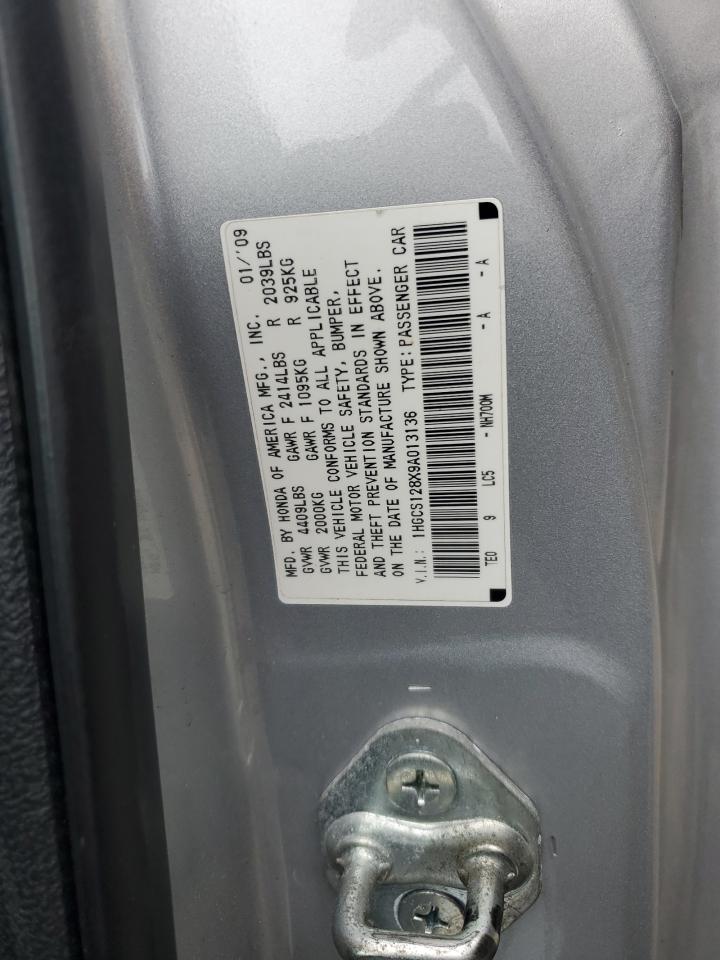 MFD. BY HONDA OF AMERICA MFG., INC. 01/'09
GVWR 4409LBS GAWR F 2414LBS R 2039LBS
GVWR 2000KG GAWR F 1095KG R 925KG
THIS VEHICLE CONFORMS TO ALL APPLICABLE
FEDERAL MOTOR VEHICLE SAFETY, BUMPER,
AND THEFT PREVENTION STANDARDS IN EFFECT
ON THE DATE OF MANUFACTURE SHOWN ABOVE.
V.I.N.: 1HGCS128X9A013136 TYPE: PASSENGER CAR
TE0 9 LC5 - NH700M - A - A